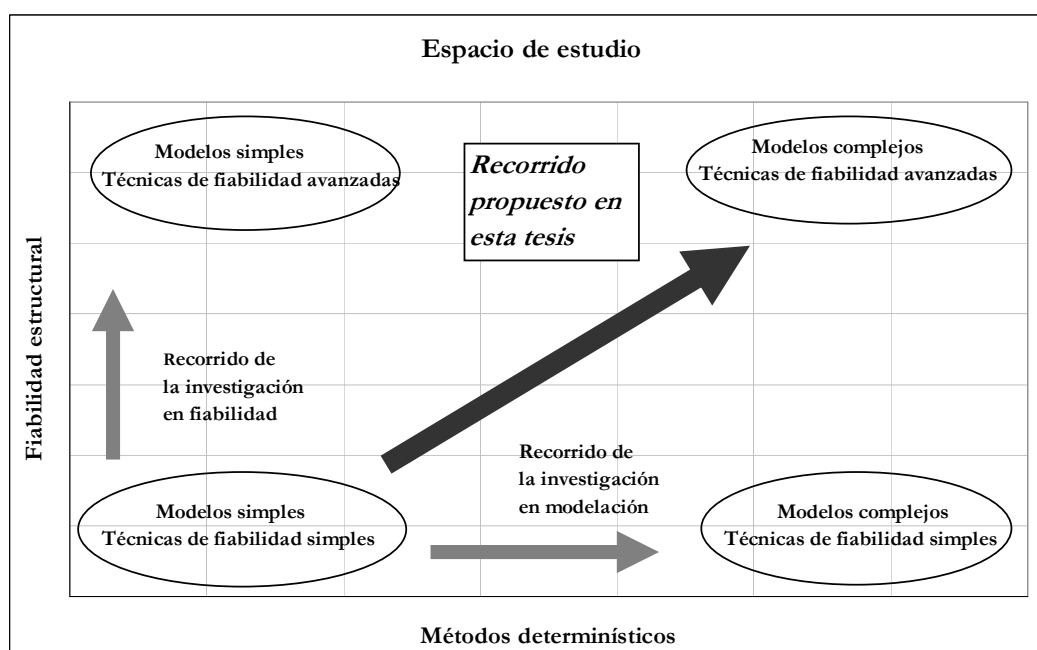 Espacio de estudio
Modelos simples
Técnicas de fiabilidad avanzadas
Recorrido
propuesto en
esta tesis
Modelos complejos
Técnicas de fiabilidad avanzadas
Fiabilidad estructural
Recorrido de
la investigación
en fiabilidad
Recorrido de
la investigación
en modelación
Modelos simples
Técnicas de fiabilidad simples
Modelos complejos
Técnicas de fiabilidad simples
Métodos determinísticos